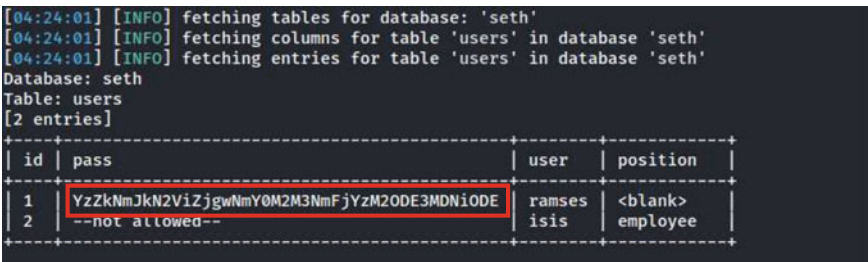 [04:24:01] [INFO] fetching tables for database: 'seth'
[04:24:01] [INFO] fetching columns for table 'users' in database 'seth'
[04:24:01] [INFO] fetching entries for table 'users' in database 'seth'
Database: seth
Table: users
[2 entries]
+----+---------------------------------------------+--------+------------+
| id | pass | user | position |
+----+---------------------------------------------+--------+------------+
| 1 | YzZkNmJkN2ViZjgwNmY0M2M3NmFjYzM2ODE3MDNiODE | ramses | <blank> |
| 2 | --not allowed-- | isis | employee |
+----+---------------------------------------------+--------+------------+